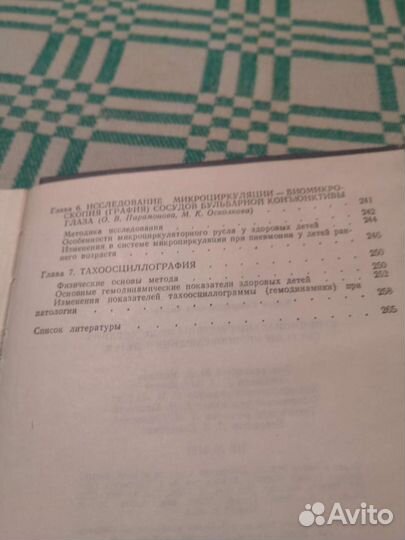 Глава 6. ИССЛЕДОВАНИЕ МИКРОЦИРКУЛЯЦИИ — БИОМИКРО-
СКОПИЯ (ГРАФИЯ) СОСУДОВ БУЛЬБАРНОЙ КОНЪЮНКТИВЫ
ГЛАЗА (О. В. Парамонова, М. К. Осколкова) 241
Методика исследования 242
Особенности микроциркуляторного русла у здоровых детей 244
Изменения в системе микроциркуляции при пневмонии у детей ран-
него возраста 246
Глава 7. ТАХООСЦИЛЛОГРАФИЯ 250
Физические основы метода 250
Основные гемодинамические показатели здоровых детей 252
Изменения показателей тахоосциллограммы (гемодинамики) при
патологии 258
Список литературы 265
Avito